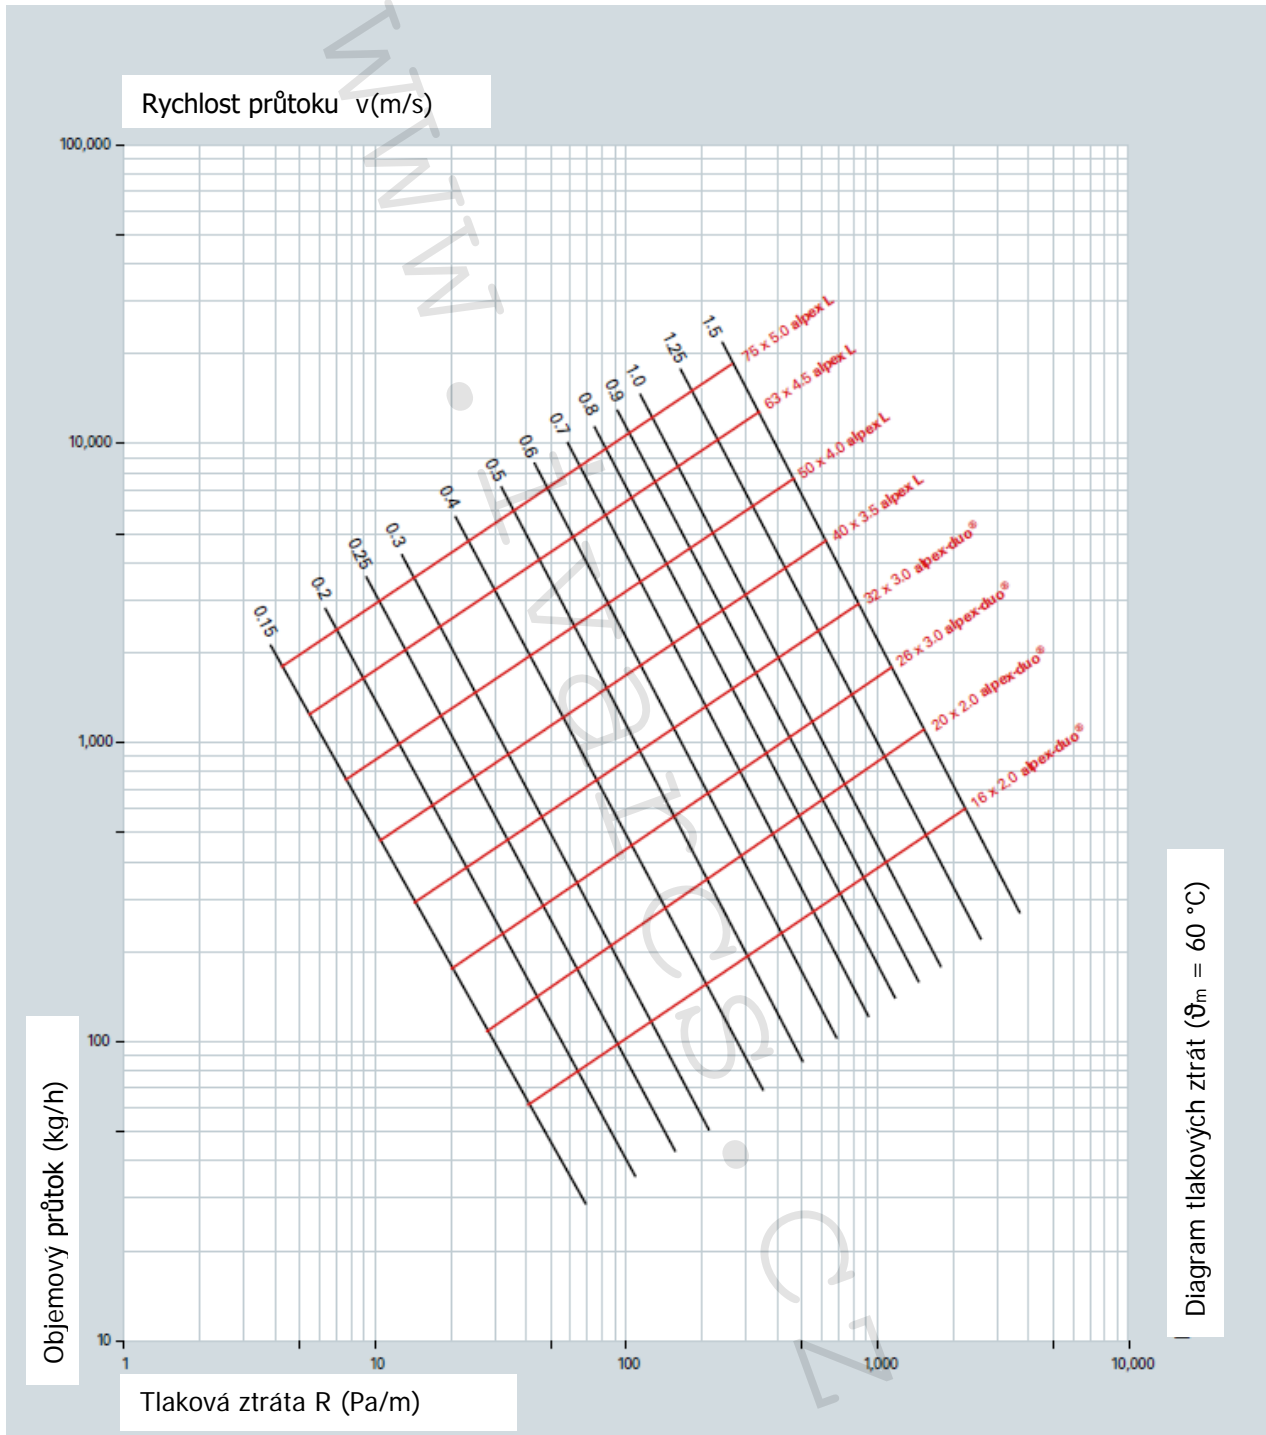 Rychlost průtoku v(m/s)
100,000
10,000
1,000
100
10
1
10
100
1,000
10,000
0.15
0.2
0.25
0.3
0.4
0.5
0.6
0.7
0.8
0.9
1.0
1.25
1.5
75 x 5.0 alpex L
63 x 4.5 alpex L
50 x 4.0 alpex L
40 x 3.5 alpex L
32 x 3.0 alpex-duo®
26 x 3.0 alpex-duo®
20 x 2.0 alpex-duo®
16 x 2.0 alpex-duo®
Objemový průtok (kg/h)
Tlaková ztráta R (Pa/m)
Diagram tlakových ztrát (ϑm = 60 °C)
www.ivarcs.cz